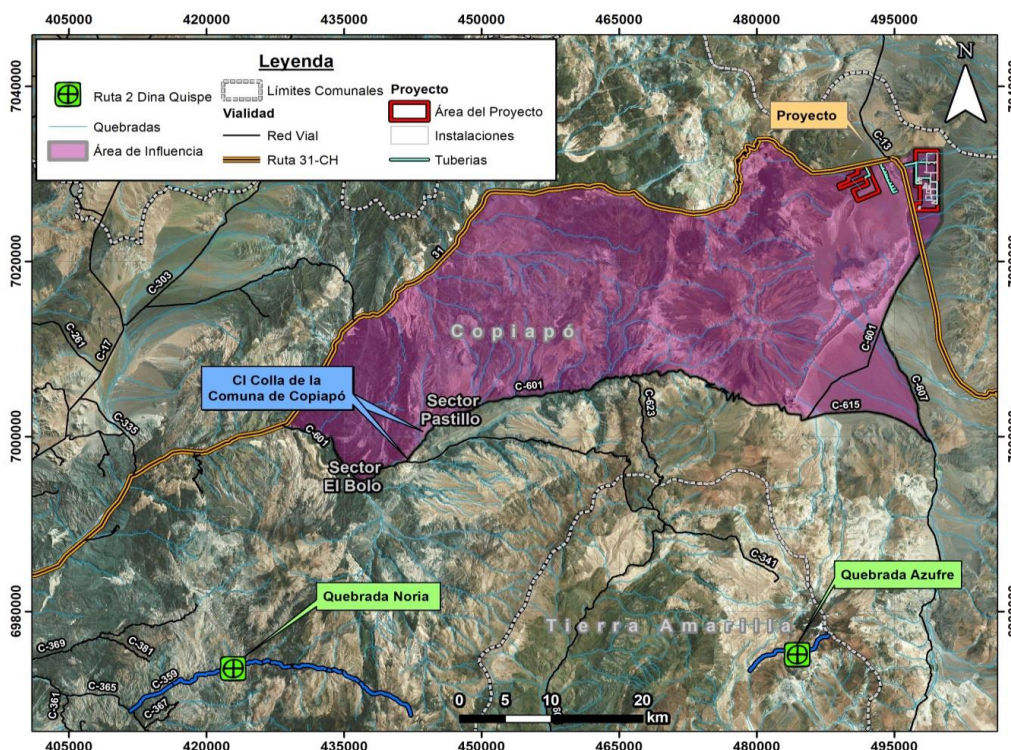 405000 420000 435000 450000 465000 480000 495000
7040000
7020000
7000000
6980000
Leyenda
Ruta 2 Dina Quispe
Quebradas
Área de Influencia
Límites Comunales
Vialidad
Red Vial
Ruta 31-CH
Proyecto
Área del Proyecto
Instalaciones
Tuberias
N
Proyecto
C-13
31
C-303
C-261
C-17
C-335
Copiapó
C-601
CI Colla de la
Comuna de Copiapó
Sector
Pastillo
C-601
C-601
Sector
El Bolo
C-623
C-615
C-607
C-341
Quebrada Azufre
Quebrada Noria
Tierra Amarilla
C-369
C-381
C-359
C-365
C-361
C-367
0 5 10 20
km
405000 420000 435000 450000 465000 480000 495000